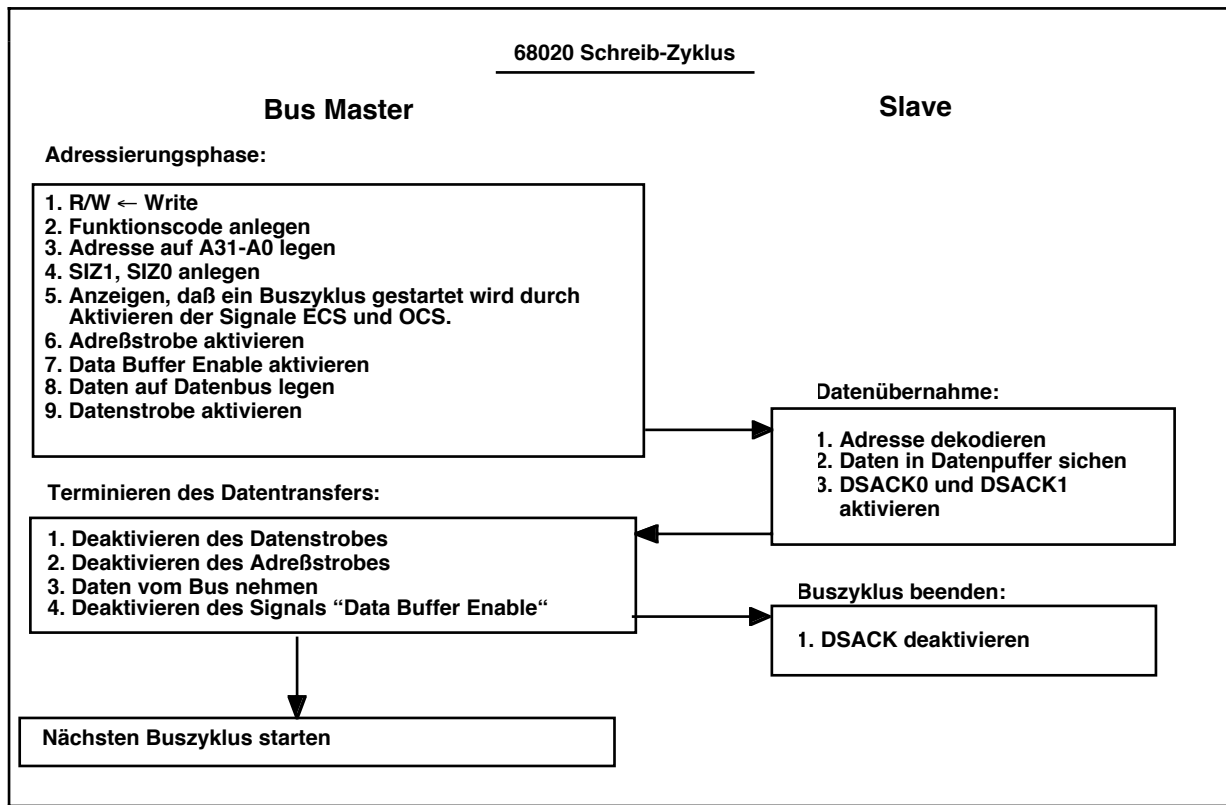 68020 Schreib-Zyklus
Bus Master
Slave
Adressierungsphase:
1. R/W ← Write
2. Funktionscode anlegen
3. Adresse auf A31-A0 legen
4. SIZ1, SIZ0 anlegen
5. Anzeigen, daß ein Buszyklus gestartet wird durch
Aktivieren der Signale ECS und OCS.
6. Adreßstrobe aktivieren
7. Data Buffer Enable aktivieren
8. Daten auf Datenbus legen
9. Datenstrobe aktivieren
Datenübernahme:
1. Adresse dekodieren
2. Daten in Datenpuffer sichen
3. DSACK0 und DSACK1
aktivieren
Terminieren des Datentransfers:
1. Deaktivieren des Datenstrobes
2. Deaktivieren des Adreßstrobes
3. Daten vom Bus nehmen
4. Deaktivieren des Signals “Data Buffer Enable“
Buszyklus beenden:
1. DSACK deaktivieren
Nächsten Buszyklus starten